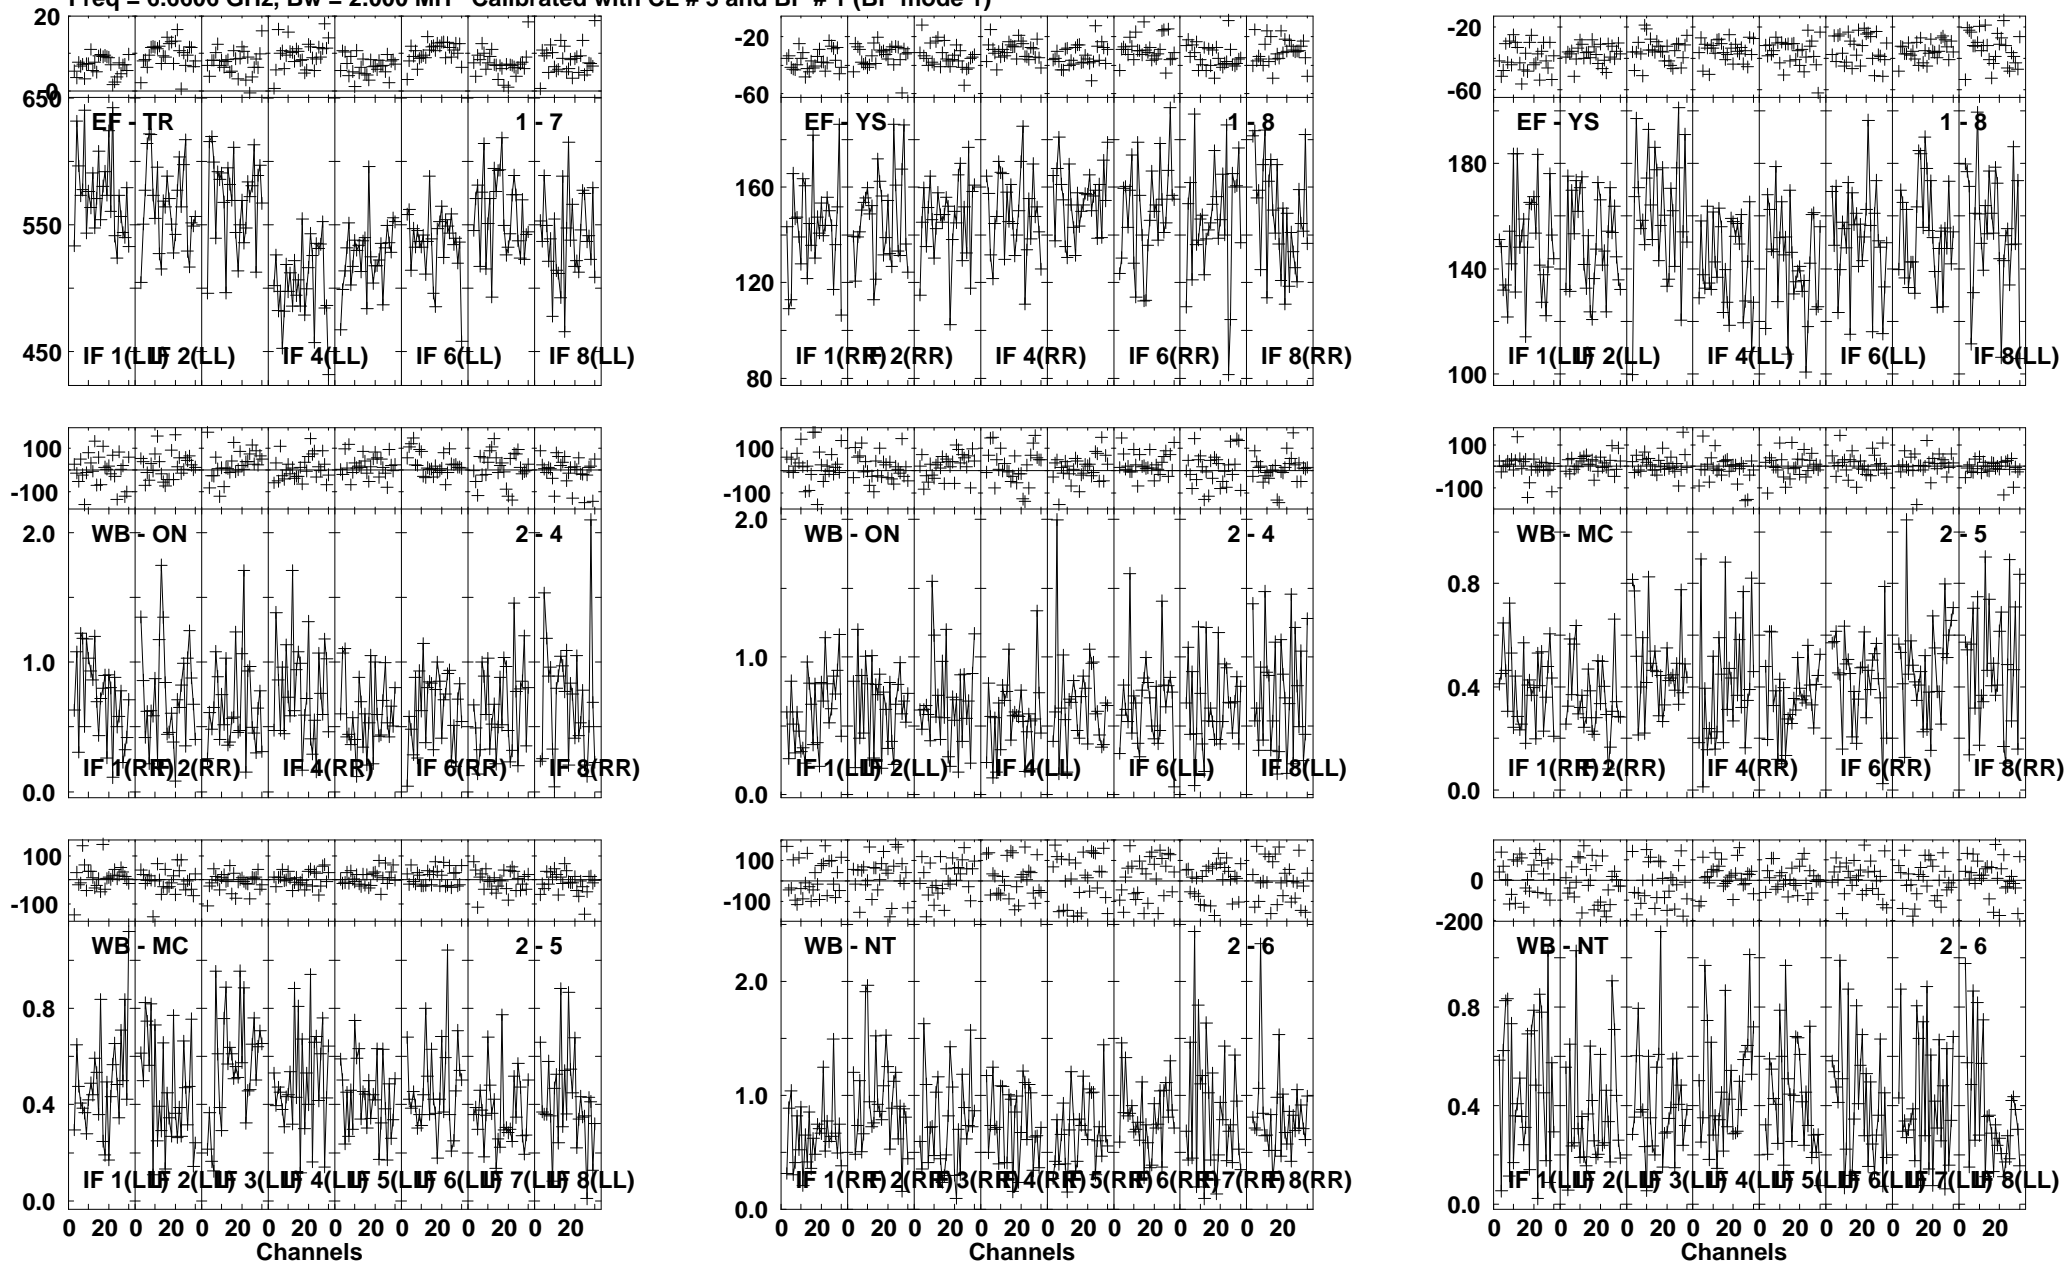 Freq = 6.6606 GHz, Bw = 2.000 MH Calibrated with CL # 3 and BP # 1 (BP mode 1)
20
0
650
550
450
EF - TR 1 - 7
IF 1(LL) IF 2(LL) IF 4(LL) IF 6(LL) IF 8(LL)
-20
-60
160
120
80
EF - YS 1 - 8
IF 1(RR) IF 2(RR) IF 4(RR) IF 6(RR) IF 8(RR)
-20
-60
180
140
100
EF - YS 1 - 8
IF 1(LL) IF 2(LL) IF 4(LL) IF 6(LL) IF 8(LL)
100
-100
2.0
1.0
0.0
WB - ON 2 - 4
IF 1(RR) IF 2(RR) IF 4(RR) IF 6(RR) IF 8(RR)
100
-100
2.0
1.0
0.0
WB - ON 2 - 4
IF 1(LL) IF 2(LL) IF 4(LL) IF 6(LL) IF 8(LL)
100
-100
0.8
0.4
0.0
WB - MC 2 - 5
IF 1(RR) IF 2(RR) IF 4(RR) IF 6(RR) IF 8(RR)
100
-100
0.8
0.4
0.0
WB - MC 2 - 5
IF 1(LL) IF 2(LL) IF 3(LL) IF 4(LL) IF 5(LL) IF 6(LL) IF 7(LL) IF 8(LL)
0 20 0 20 0 20 0 20 0 20 0 20 0 20 0 20
Channels
100
-100
2.0
1.0
0.0
WB - NT 2 - 6
IF 1(RR) IF 2(RR) IF 3(RR) IF 4(RR) IF 5(RR) IF 6(RR) IF 7(RR) IF 8(RR)
0 20 0 20 0 20 0 20 0 20 0 20 0 20 0 20
Channels
0
-200
0.8
0.4
0.0
WB - NT 2 - 6
IF 1(LL) IF 2(LL) IF 3(LL) IF 4(LL) IF 5(LL) IF 6(LL) IF 7(LL) IF 8(LL)
0 20 0 20 0 20 0 20 0 20 0 20 0 20 0 20
Channels